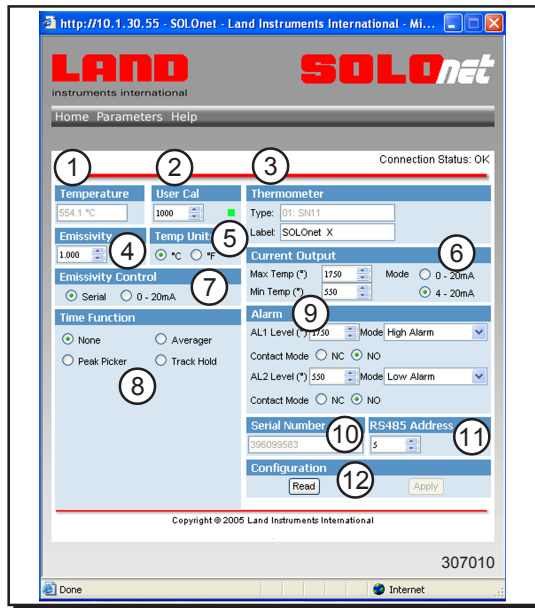 http://10.1.30.55 - SOLOnet - Land Instruments International - Mi...
LAND SOLOnet
instruments international
Home Parameters Help
Connection Status: OK
1 2 3
Temperature User Cal Thermometer
554.1 °C 1000 Type: 01: SN11
Label: SOLOnet X
Emissivity 4 Temp Unit 5
1.000 °C °F
Current Output 6
Max Temp (°) 1750 Mode 0 - 20mA
Min Temp (°) 550 4 - 20mA
Emissivity Control 7
Serial 0 - 20mA
Time Function
None Averager
Peak Picker Track Hold
8
Alarm 9
AL1 Level (°) 1750 Mode High Alarm
Contact Mode NC NO
AL2 Level (°) 550 Mode Low Alarm
Contact Mode NC NO
Serial Number 10 RS485 Address 11
396099583 5
Configuration 12
Read Apply
Copyright © 2005 Land Instruments International
307010
Done Internet